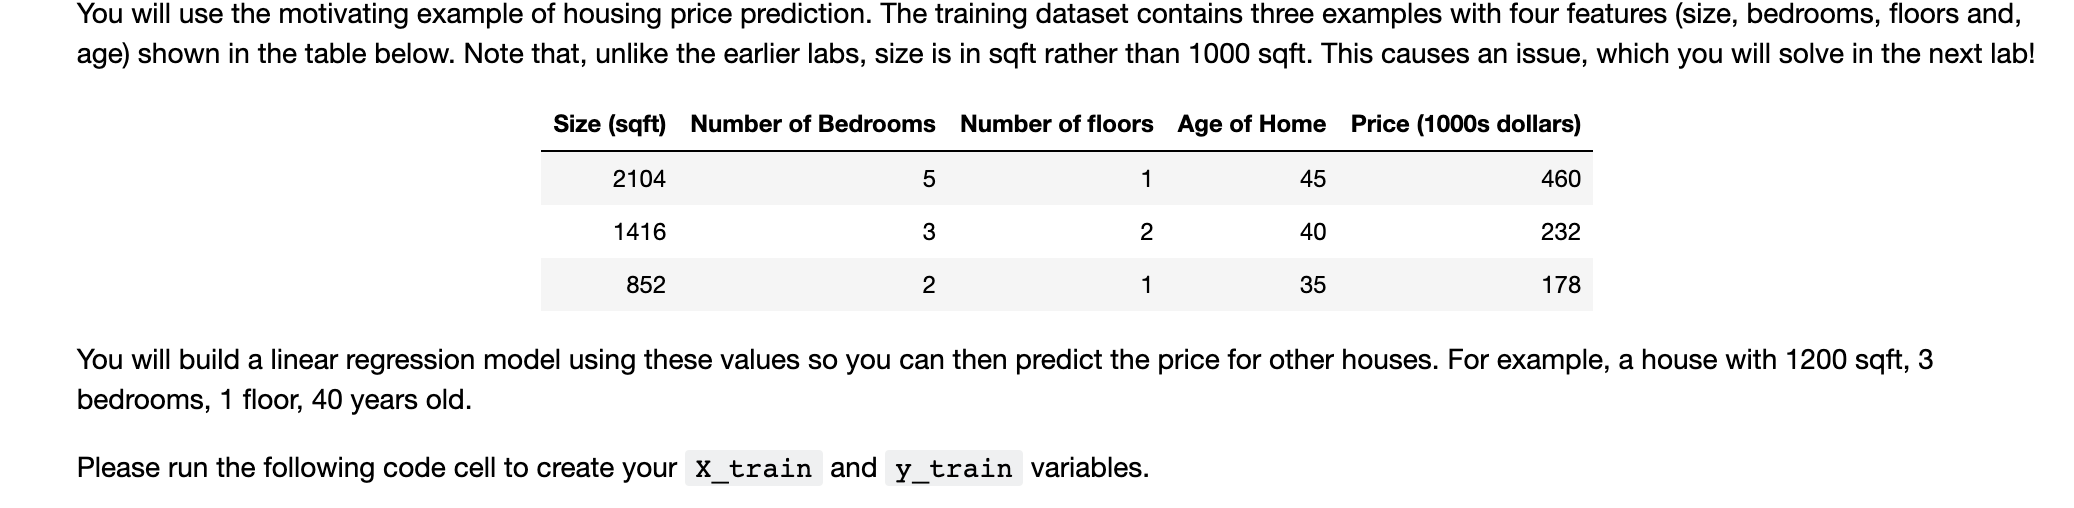 You will use the motivating example of housing price prediction. The training dataset contains three examples with four features (size, bedrooms, floors and,
age) shown in the table below. Note that, unlike the earlier labs, size is in sqft rather than 1000 sqft. This causes an issue, which you will solve in the next lab!
Size (sqft) Number of Bedrooms Number of floors Age of Home Price (1000s dollars)
2104 5 1 45 460
1416 3 2 40 232
852 2 1 35 178
You will build a linear regression model using these values so you can then predict the price for other houses. For example, a house with 1200 sqft, 3
bedrooms, 1 floor, 40 years old.
Please run the following code cell to create your X_train and y_train variables.